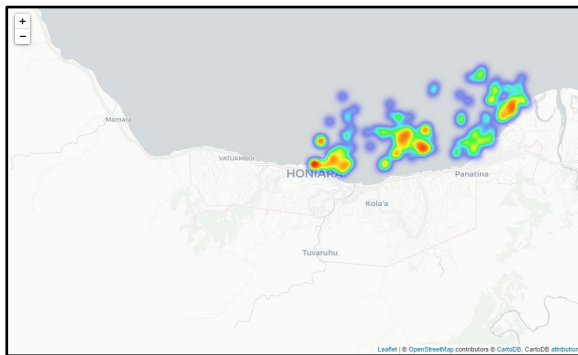 +
−
Mamara
VATUAMBOI
HONIARA
Panatina
Kola'a
Tuvaruhu
Leaflet | © OpenStreetMap contributors © CartoDB, CartoDB attribution